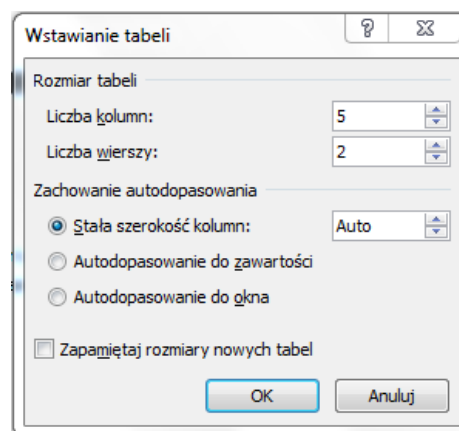 Wstawianie tabeli
Rozmiar tabeli
Liczba kolumn: 5
Liczba wierszy: 2
Zachowanie autodopasowania
Stała szerokość kolumn: Auto
Autodopasowanie do zawartości
Autodopasowanie do okna
Zapamiętaj rozmiary nowych tabel
OK Anuluj